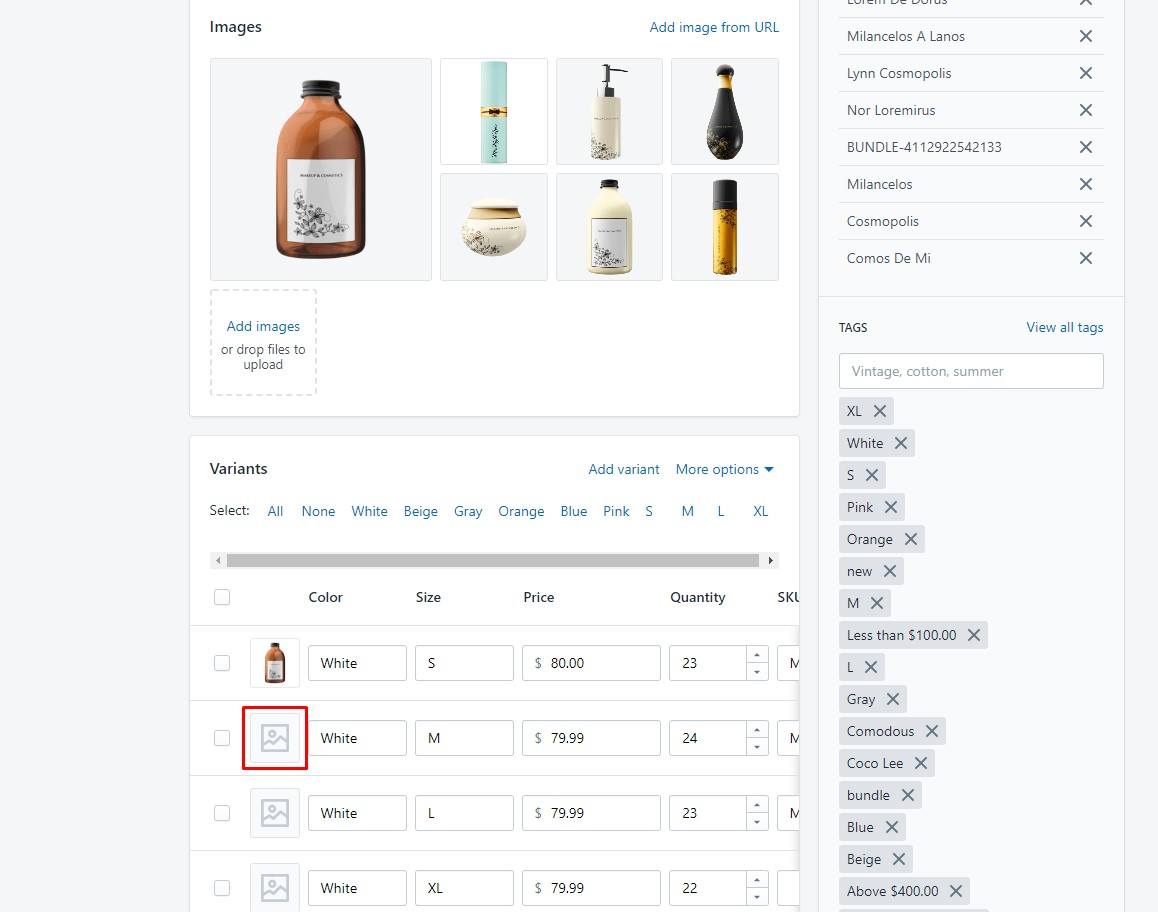 Images
Add image from URL
MAKEUP & COSMETICS
Add images
or drop files to
upload
Variants
Add variant
More options
Select:
All
None
White
Beige
Gray
Orange
Blue
Pink
S
M
L
XL
Color
Size
Price
Quantity
SKU
White
S
$ 80.00
23
M
White
M
$ 79.99
24
M
White
L
$ 79.99
23
M
White
XL
$ 79.99
22
Lorem De Dorus
Milancelos A Lanos
Lynn Cosmopolis
Nor Loremirus
BUNDLE-4112922542133
Milancelos
Cosmopolis
Comos De Mi
TAGS
View all tags
Vintage, cotton, summer
XL
White
S
Pink
Orange
new
M
Less than $100.00
L
Gray
Comodous
Coco Lee
bundle
Blue
Beige
Above $400.00